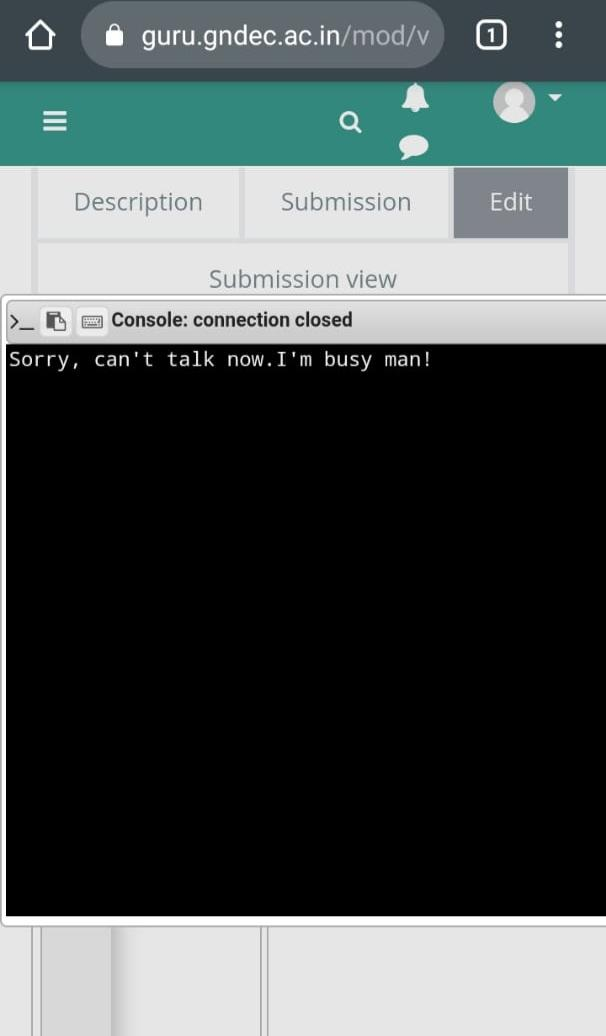 guru.gndec.ac.in/mod/v
1
Description
Submission
Edit
Submission view
>_ Console: connection closed
Sorry, can't talk now.I'm busy man!